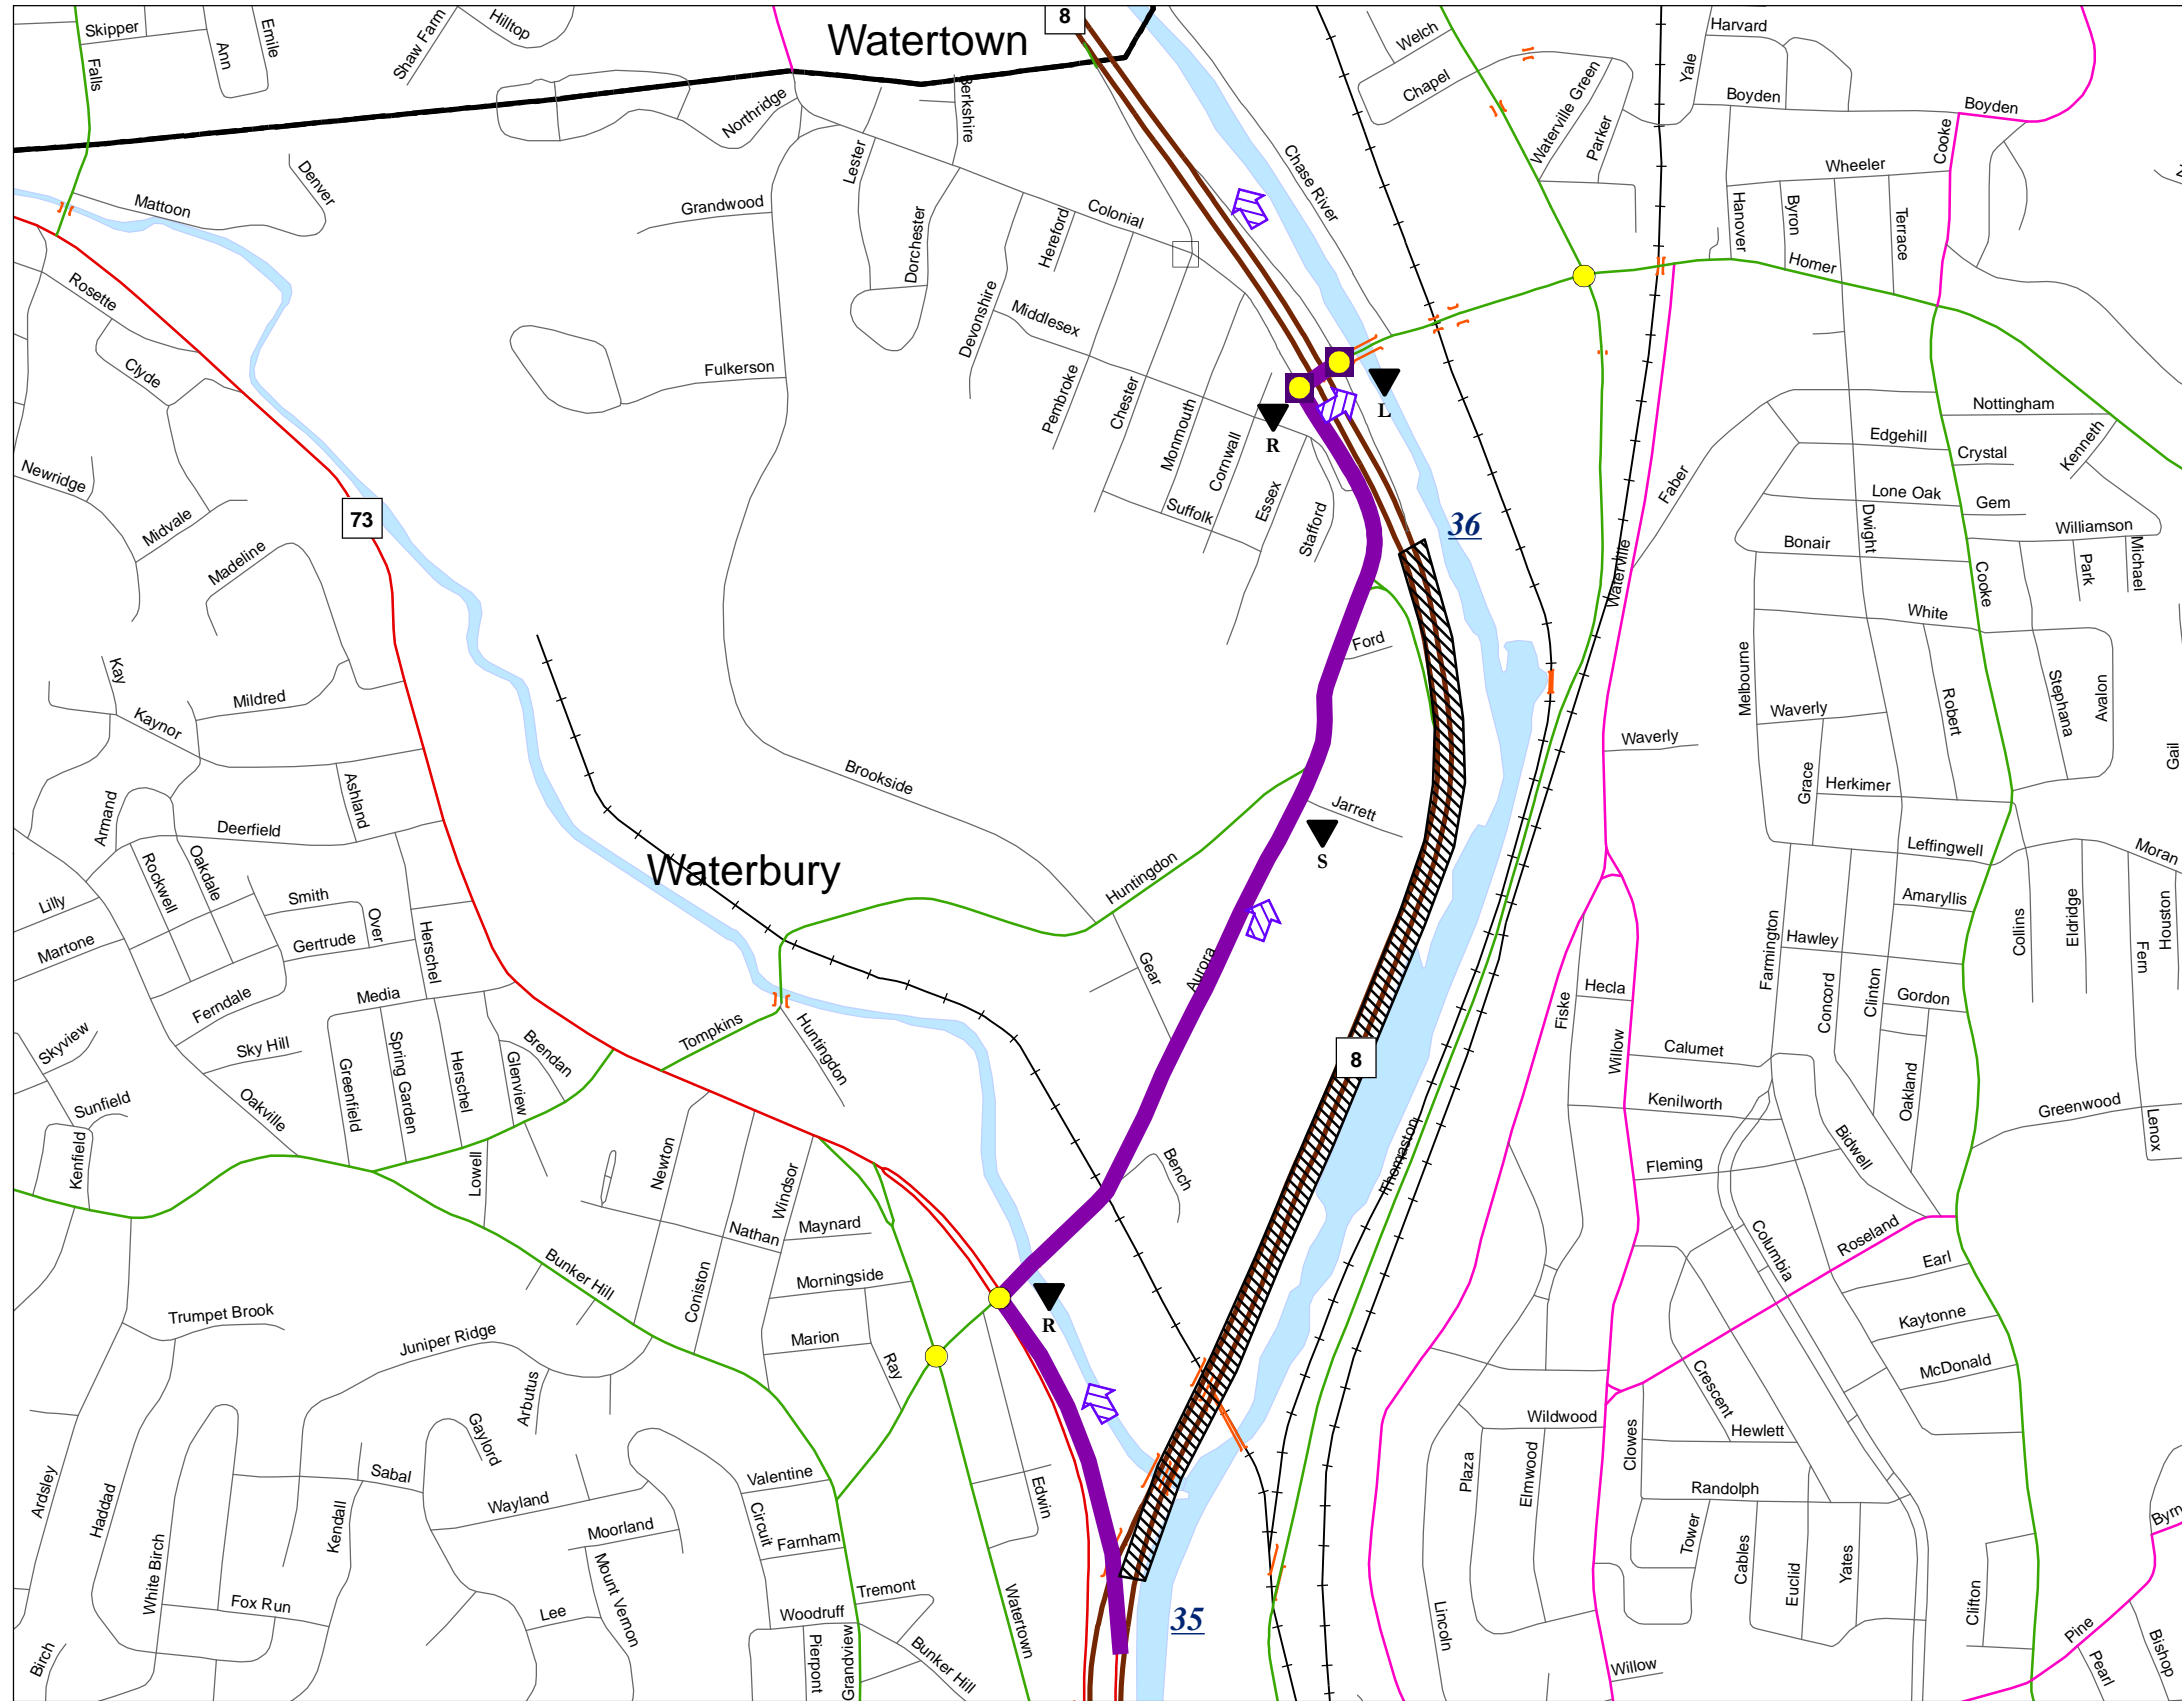 Skipper
Ann
Emile
Falls
Shaw Farm
Hilltop
Watertown
8
Welch
Chapel
Waterville Green
Parker
Yale
Harvard
Boyden
Boyden
Cooke
Wheeler
Northridge
Berkshire
Lester
Chase River
Denver
Mattoon
Grandwood
Dorchester
Hereford
Colonial
Hanover
Byron
Terrace
Homer
Rosette
Devonshire
Middlesex
Clyde
Fulkerson
Pembroke
Chester
Monmouth
Cornwall
R
L
Nottingham
Edgehill
Crystal
Kenneth
Newridge
Midvale
73
Suffolk
Essex
Stafford
36
Faber
Lone Oak
Gem
Dwight
Williamson
Bonair
Park
Michael
Madeline
Waterville
Cooke
White
Ford
Kay
Mildred
Kaynor
Melbourne
Waverly
Waverly
Robert
Stephana
Avalon
Gail
Brookside
Jarrett
S
Grace
Herkimer
Armand
Ashland
Deerfield
Waterbury
Leffingwell
Moran
Rockwell
Oakdale
Huntingdon
Lilly
Smith
Over
Martone
Gertrude
Herschel
Amaryllis
Collins
Eldridge
Houston
Fern
Farmington
Hawley
Gear
Aurora
Ferndale
Media
Fiske
Hecla
Concord
Clinton
Gordon
Skyview
Sky Hill
Tompkins
Huntingdon
8
Willow
Calumet
Brendan
Spring Garden
Greenfield
Herschel
Glenview
Sunfield
Oakville
Kenilworth
Oakland
Greenwood
Lenox
Kenfield
Thomaston
Bidwell
Fleming
Newton
Lowell
Windsor
Bench
Nathan
Maynard
Roseland
Columbia
Earl
Bunker Hill
Coniston
Morningside
Trumpet Brook
Juniper Ridge
Marion
R
Kaytonne
Ray
McDonald
Arbutus
Crescent
Gaylord
Wildwood
Clowes
Hewlett
Ardsley
Haddad
Sabal
Valentine
Plaza
Elmwood
Edwin
Wayland
Randolph
Kendall
Moorland
Circuit
Farnham
Tower
Cables
Euclid
Yates
Byrn
White Birch
Mount Vernon
Fox Run
Lee
Tremont
Woodruff
Watertown
35
Clifton
Lincoln
Pine
Birch
Pierpont
Grandview
Bunker Hill
Willow
Pearl
Bishop